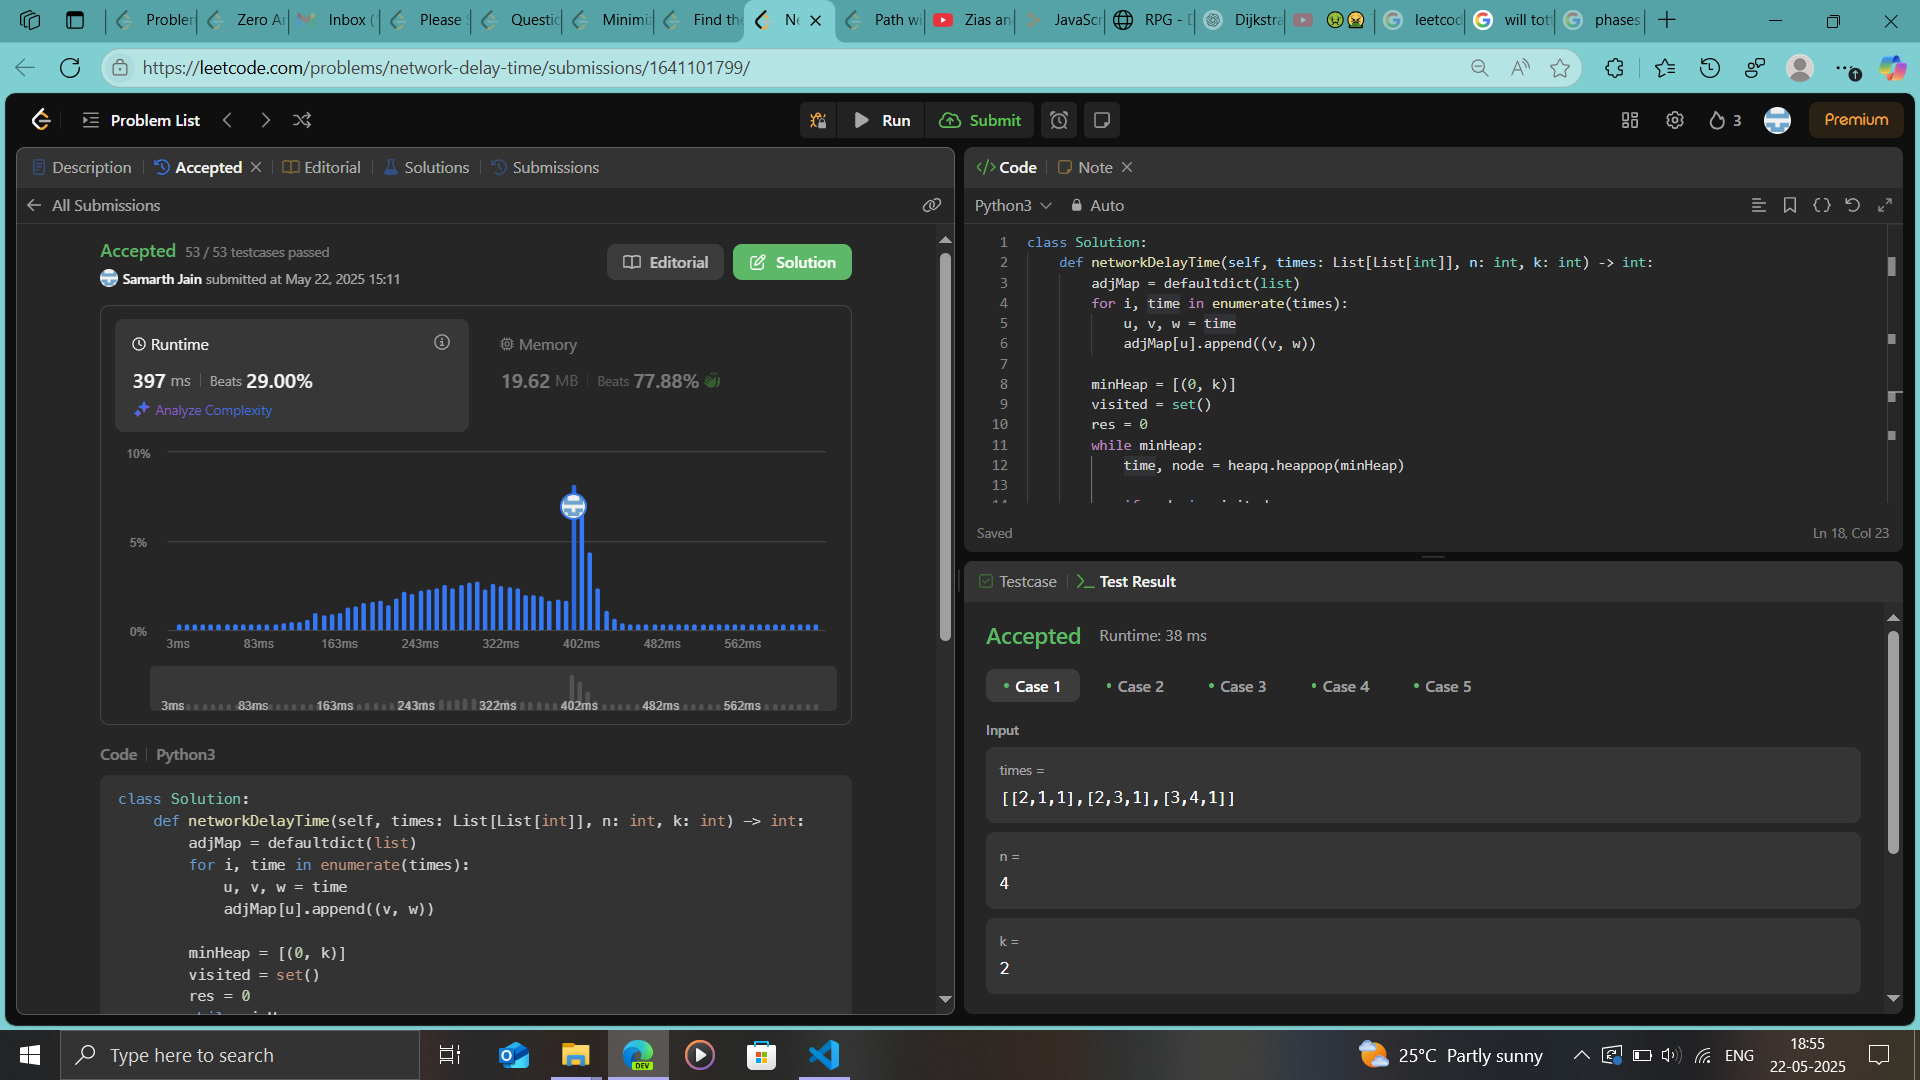 Problem
Zero Ar
Inbox (
Please S
Questio
Minimiz
Find the
Ne
Path wi
Zias an
JavaScr
RPG - D
Dijkstra
leetcod
will tott
phases
https://leetcode.com/problems/network-delay-time/submissions/1641101799/
Problem List
Run
Submit
3
Premium
Description
Accepted
Editorial
Solutions
Submissions
All Submissions
Accepted 53 / 53 testcases passed
Samarth Jain submitted at May 22, 2025 15:11
Editorial
Solution
Runtime
397 ms Beats 29.00%
Analyze Complexity
Memory
19.62 MB Beats 77.88%
10%
5%
0%
3ms 83ms 163ms 243ms 322ms 402ms 482ms 562ms
3ms 83ms 163ms 243ms 322ms 402ms 482ms 562ms
Code Python3
class Solution:
    def networkDelayTime(self, times: List[List[int]], n: int, k: int) -> int:
        adjMap = defaultdict(list)
        for i, time in enumerate(times):
            u, v, w = time
            adjMap[u].append((v, w))
        minHeap = [(0, k)]
        visited = set()
        res = 0
</> Code
Note
Python3
Auto
1 class Solution:
2     def networkDelayTime(self, times: List[List[int]], n: int, k: int) -> int:
3         adjMap = defaultdict(list)
4         for i, time in enumerate(times):
5             u, v, w = time
6             adjMap[u].append((v, w))
7
8         minHeap = [(0, k)]
9         visited = set()
10         res = 0
11         while minHeap:
12             time, node = heapq.heappop(minHeap)
13
Saved
Ln 18, Col 23
Testcase
Test Result
Accepted Runtime: 38 ms
Case 1
Case 2
Case 3
Case 4
Case 5
Input
times =
[[2,1,1],[2,3,1],[3,4,1]]
n =
4
k =
2
Type here to search
DEV
25°C Partly sunny
ENG
18:55
22-05-2025